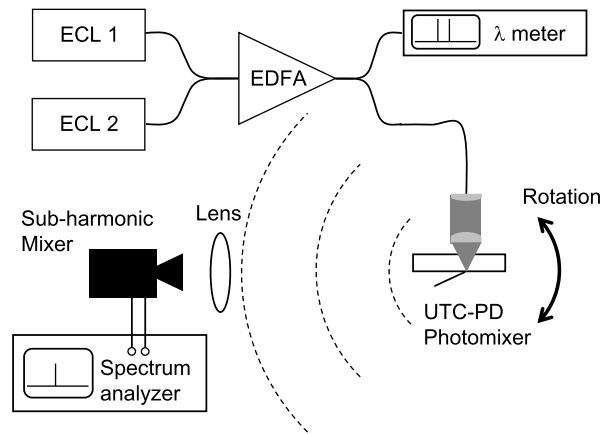 ECL 1
EDFA
λ meter
ECL 2
Rotation
Sub-harmonic
Mixer
Lens
UTC-PD
Photomixer
Spectrum
analyzer